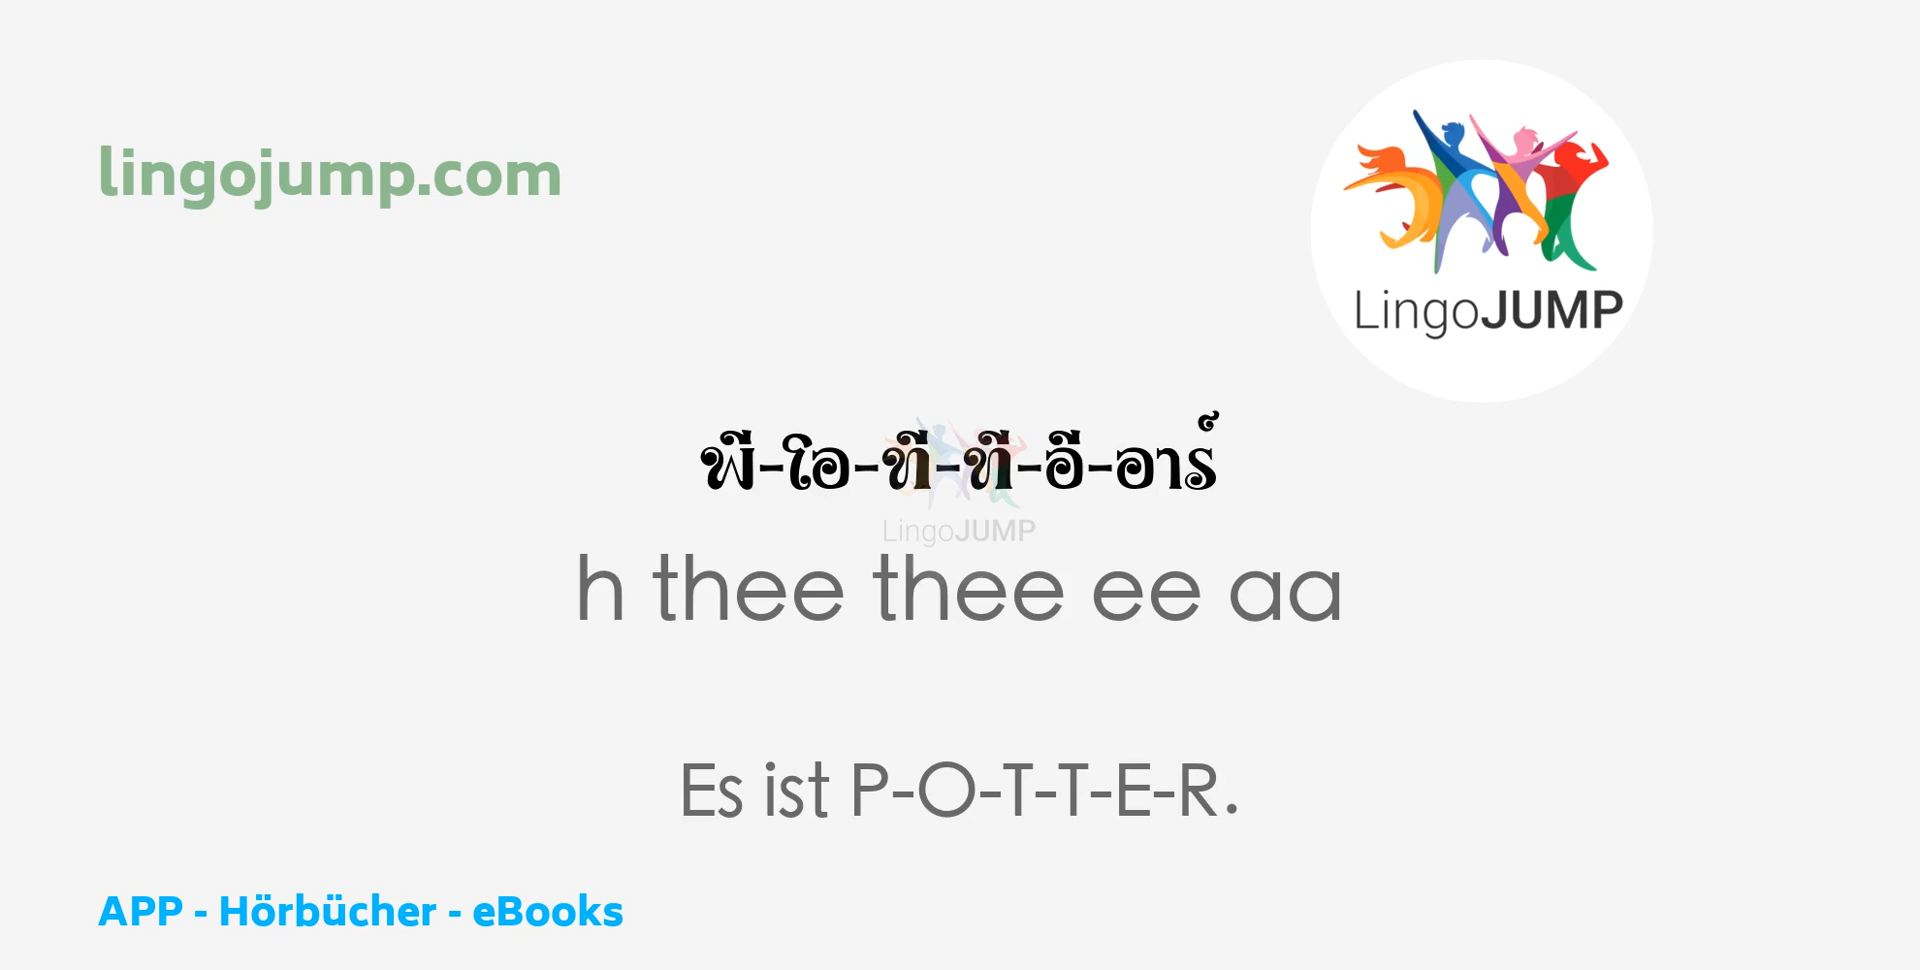 lingojump.com
LingoJUMP
พี-โอ-ที-ที-อี-อาร์
LingoJUMP
h thee thee ee aa
Es ist P-O-T-T-E-R.
APP - Hörbücher - eBooks